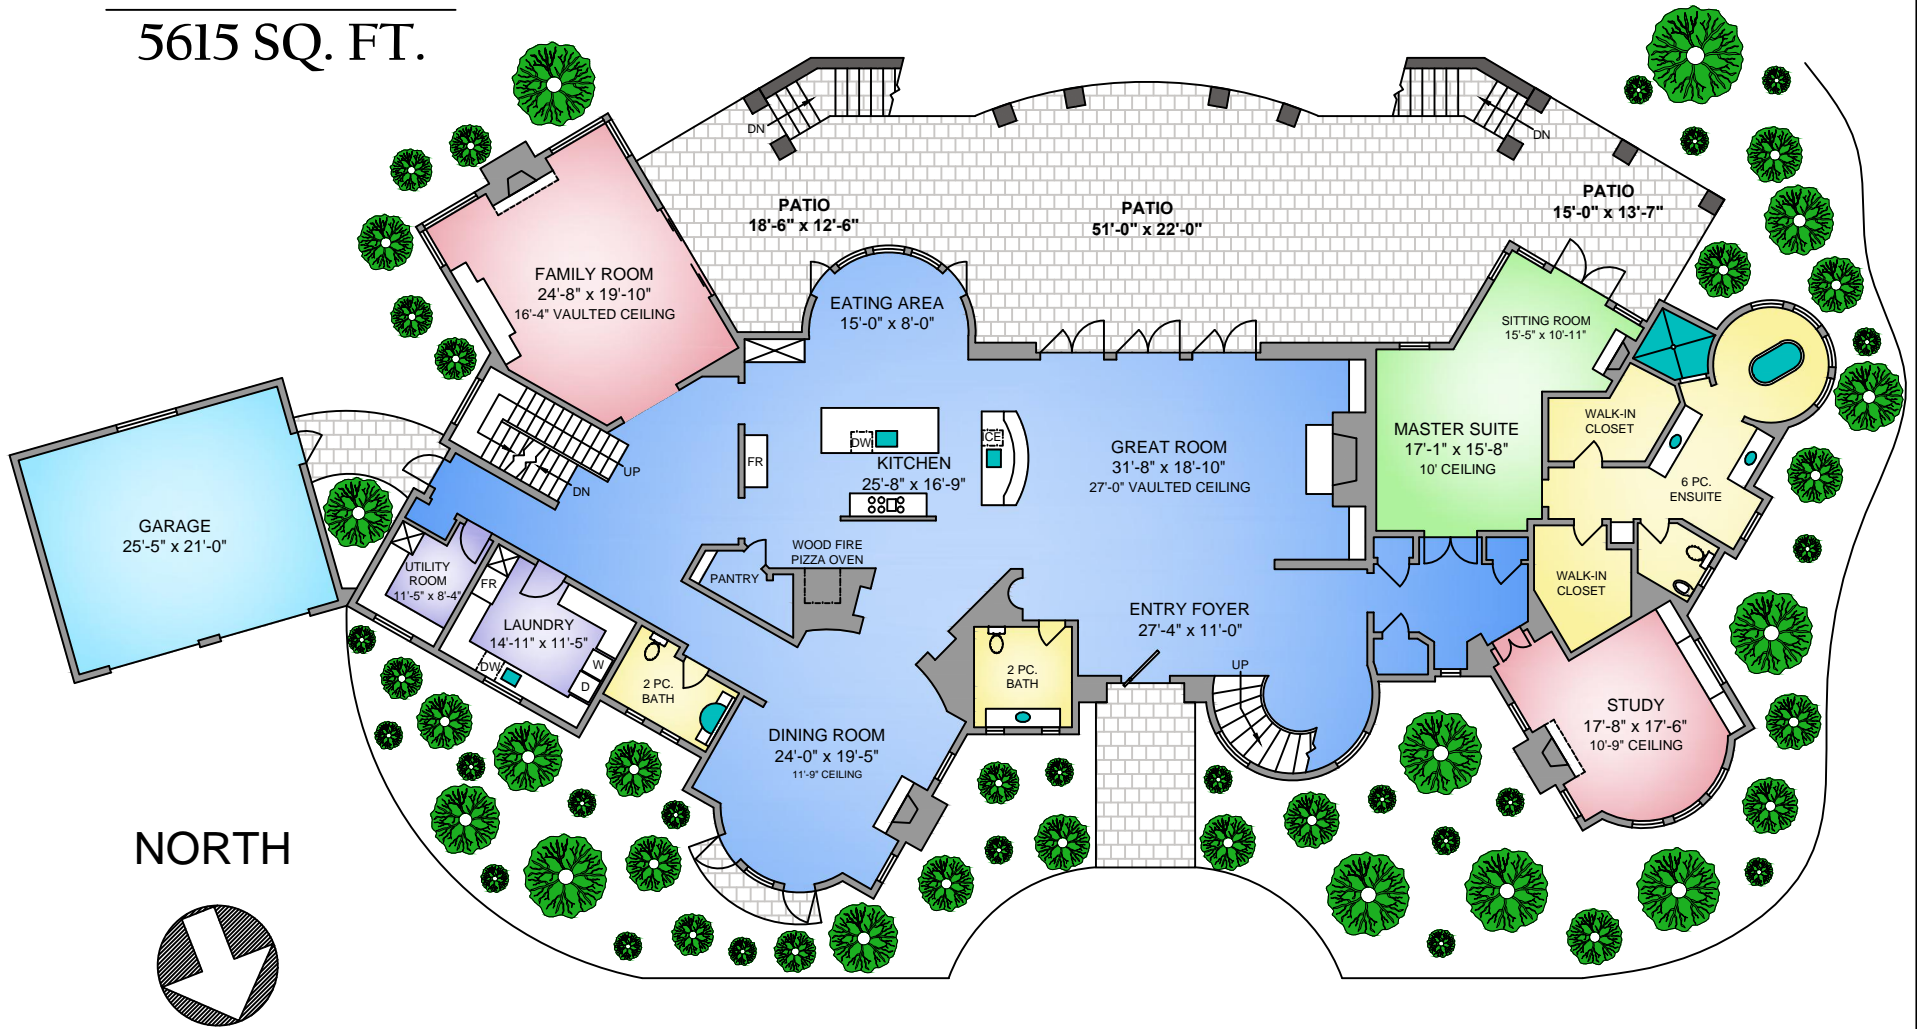 5615 SQ. FT.
DN
DN
PATIO
18'-6" x 12'-6"
PATIO
51'-0" x 22'-0"
PATIO
15'-0" x 13'-7"
FAMILY ROOM
24'-8" x 19'-10"
16'-4" VAULTED CEILING
EATING AREA
15'-0" x 8'-0"
SITTING ROOM
15'-5" x 10'-11"
WALK-IN
CLOSET
MASTER SUITE
17'-1" x 15'-8"
10' CEILING
DW
ICE
GREAT ROOM
31'-8" x 18'-10"
27'-0" VAULTED CEILING
FR
KITCHEN
25'-8" x 16'-9"
UP
DN
6 PC.
ENSUITE
GARAGE
25'-5" x 21'-0"
WOOD FIRE
PIZZA OVEN
PANTRY
UTILITY
ROOM
11'-5" x 8'-4"
FR
WALK-IN
CLOSET
LAUNDRY
14'-11" x 11'-5"
ENTRY FOYER
27'-4" x 11'-0"
DW
W
D
2 PC.
BATH
2 PC.
BATH
UP
STUDY
17'-8" x 17'-6"
10'-9" CEILING
DINING ROOM
24'-0" x 19'-5"
11'-9" CEILING
NORTH